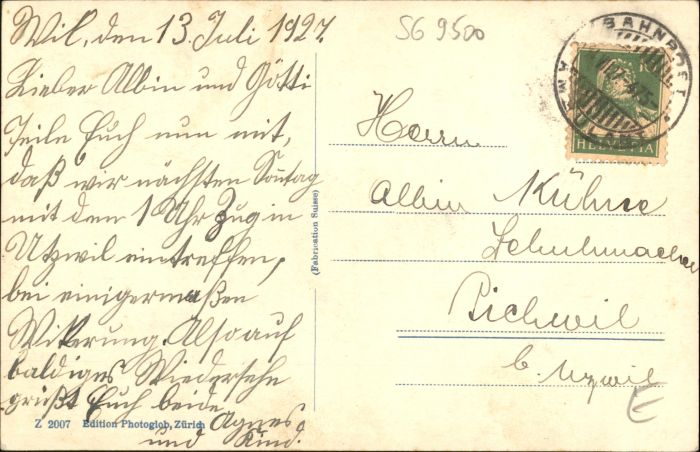 Wil, den 13. Juli 1927.
Lieber Albin und Götti
Teile Euch nun mit,
daß wir nächsten Sonntag
mit dem 1 Uhr Zug in
Utzwil eintreffen,
bei einigermaßen
Witterung. Also auf
baldiges Wiedersehn
grüßt Euch beide
Agnes
und Kind.
Z 2007 Edition Photoglob, Zürich
(Fabrication Suisse)
SG 9500
BAHNHOF
HELVETIA
Herrn
Albin Kühne
Schuhmacher
Bichwil
b. Uzwil
E